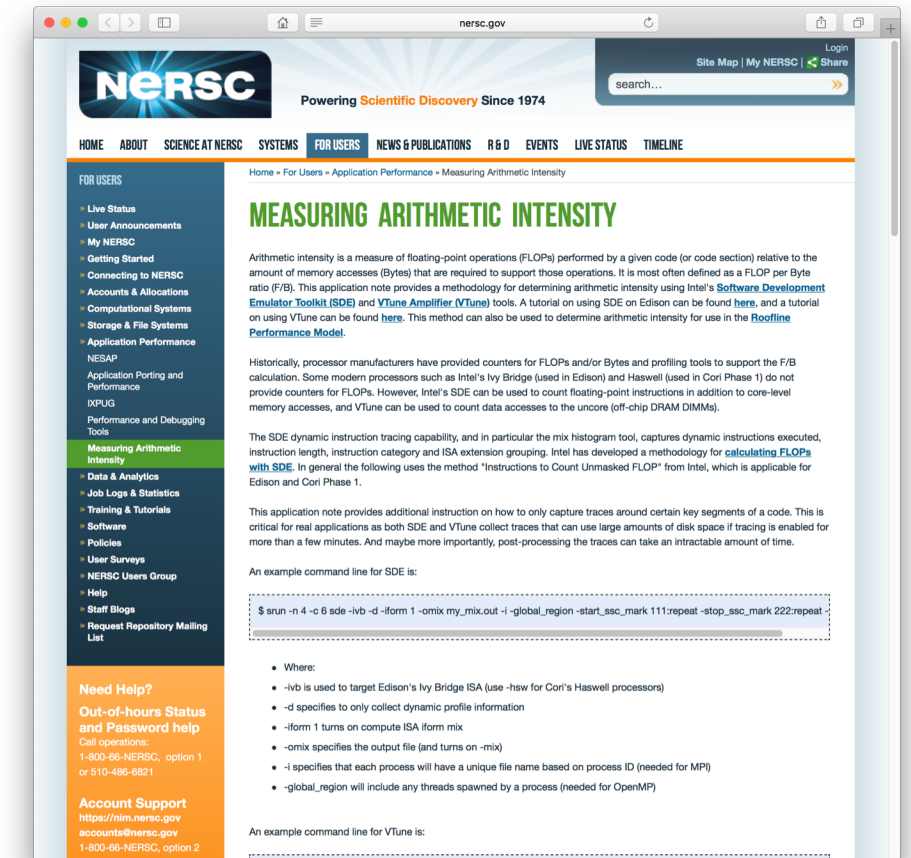 nersc.gov
Login
Site Map | My NERSC | Share
search...
NERSC
Powering Scientific Discovery Since 1974
HOME ABOUT SCIENCE AT NERSC SYSTEMS FOR USERS NEWS & PUBLICATIONS R & D EVENTS LIVE STATUS TIMELINE
FOR USERS
» Live Status
» User Announcements
» My NERSC
» Getting Started
» Connecting to NERSC
» Accounts & Allocations
» Computational Systems
» Storage & File Systems
» Application Performance
NESAP
Application Porting and
Performance
IXPUG
Performance and Debugging
Tools
Measuring Arithmetic
Intensity
» Data & Analytics
» Job Logs & Statistics
» Training & Tutorials
» Software
» Policies
» User Surveys
» NERSC Users Group
» Help
» Staff Blogs
» Request Repository Mailing
List
Need Help?
Out-of-hours Status
and Password help
Call operations:
1-800-66-NERSC, option 1
or 510-486-6821
Account Support
https://nim.nersc.gov
accounts@nersc.gov
1-800-66-NERSC, option 2
Home » For Users » Application Performance » Measuring Arithmetic Intensity
MEASURING ARITHMETIC INTENSITY
Arithmetic intensity is a measure of floating-point operations (FLOPs) performed by a given code (or code section) relative to the
amount of memory accesses (Bytes) that are required to support those operations. It is most often defined as a FLOP per Byte
ratio (F/B). This application note provides a methodology for determining arithmetic intensity using Intel's Software Development
Emulator Toolkit (SDE) and VTune Amplifier (VTune) tools. A tutorial on using SDE on Edison can be found here, and a tutorial
on using VTune can be found here. This method can also be used to determine arithmetic intensity for use in the Roofline
Performance Model.
Historically, processor manufacturers have provided counters for FLOPs and/or Bytes and profiling tools to support the F/B
calculation. Some modern processors such as Intel's Ivy Bridge (used in Edison) and Haswell (used in Cori Phase 1) do not
provide counters for FLOPs. However, Intel's SDE can be used to count floating-point instructions in addition to core-level
memory accesses, and VTune can be used to count data accesses to the uncore (off-chip DRAM DIMMs).
The SDE dynamic instruction tracing capability, and in particular the mix histogram tool, captures dynamic instructions executed,
instruction length, instruction category and ISA extension grouping. Intel has developed a methodology for calculating FLOPs
with SDE. In general the following uses the method "Instructions to Count Unmasked FLOP" from Intel, which is applicable for
Edison and Cori Phase 1.
This application note provides additional instruction on how to only capture traces around certain key segments of a code. This is
critical for real applications as both SDE and VTune collect traces that can use large amounts of disk space if tracing is enabled for
more than a few minutes. And maybe more importantly, post-processing the traces can take an intractable amount of time.
An example command line for SDE is:
$ srun -n 4 -c 6 sde -ivb -d -iform 1 -omix my_mix.out -i -global_region -start_ssc_mark 111:repeat -stop_ssc_mark 222:repeat -
• Where:
• -ivb is used to target Edison's Ivy Bridge ISA (use -hsw for Cori's Haswell processors)
• -d specifies to only collect dynamic profile information
• -iform 1 turns on compute ISA iform mix
• -omix specifies the output file (and turns on -mix)
• -i specifies that each process will have a unique file name based on process ID (needed for MPI)
• -global_region will include any threads spawned by a process (needed for OpenMP)
An example command line for VTune is: